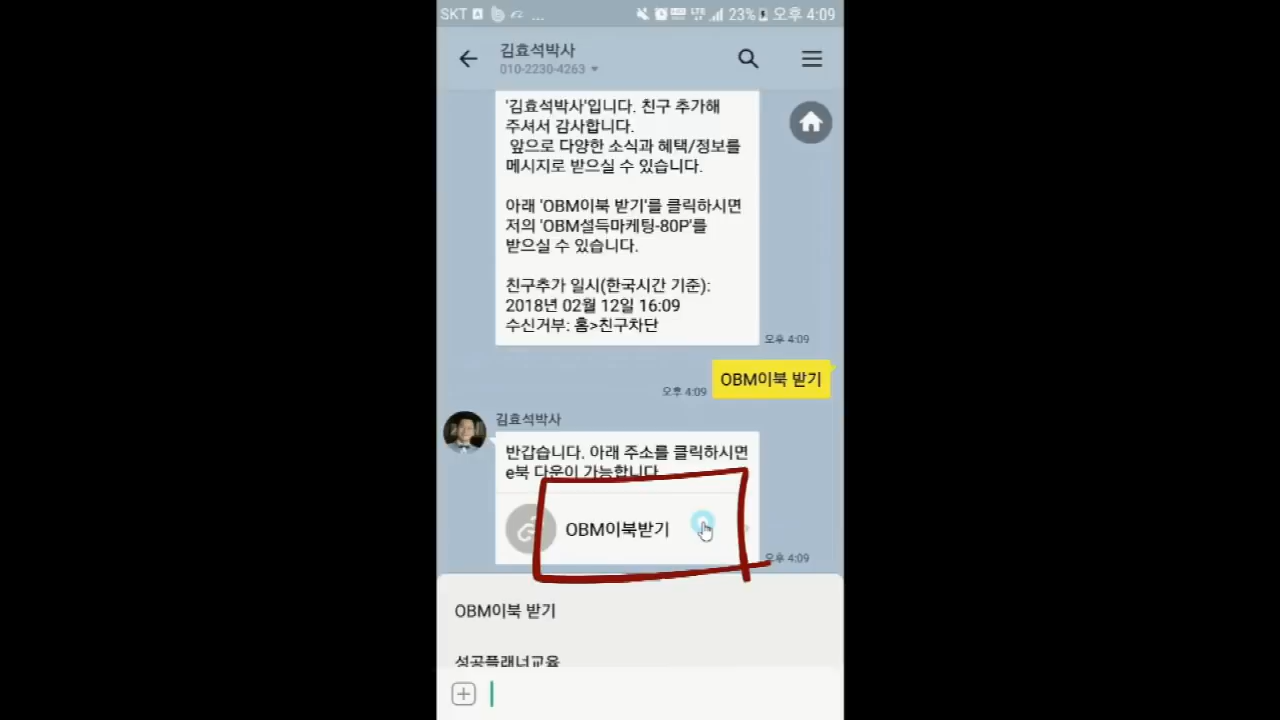 SKT
...
23%
오후 4:09
김효석박사
010-2230-4263
'김효석박사'입니다. 친구 추가해
주셔서 감사합니다.
앞으로 다양한 소식과 혜택/정보를
메시지로 받으실 수 있습니다.
아래 'OBM이북 받기'를 클릭하시면
저의 'OBM설득마케팅-80P'를
받으실 수 있습니다.
친구추가 일시(한국시간 기준):
2018년 02월 12일 16:09
수신거부: 홈>친구차단
오후 4:09
OBM이북 받기
오후 4:09
김효석박사
반갑습니다. 아래 주소를 클릭하시면
e북 다운이 가능합니다
OBM이북받기
오후 4:09
OBM이북 받기
성공플래너교육